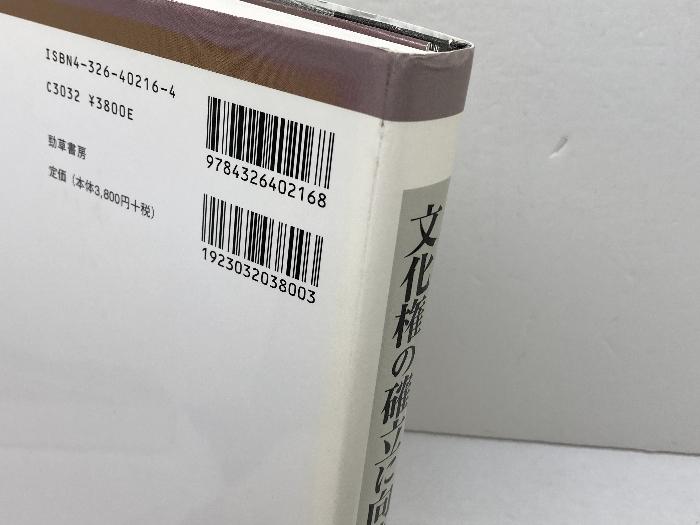 ISBN4-326-40216-4
C3032 ¥3800E
勁草書房
定価(本体3,800円+税)
9784326402168
1923032038003
文化権の確立に向